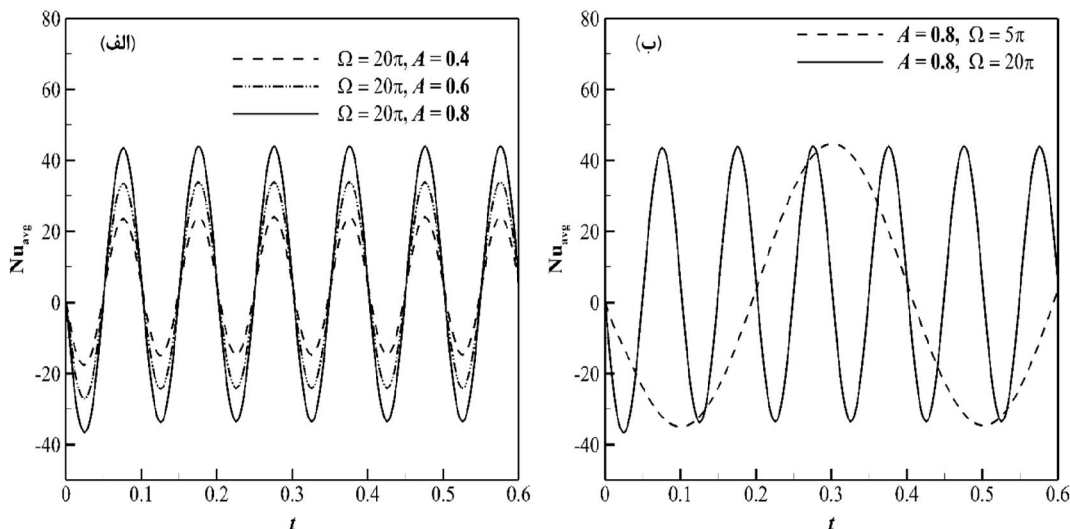 (الف)
Ω = 20π, A = 0.4
Ω = 20π, A = 0.6
Ω = 20π, A = 0.8
80
60
40
20
0
-20
-40
Nu_avg
0 0.1 0.2 0.3 0.4 0.5 0.6
t
(ب)
A = 0.8, Ω = 5π
A = 0.8, Ω = 20π
80
60
40
20
0
-20
-40
Nu_avg
0 0.1 0.2 0.3 0.4 0.5 0.6
t